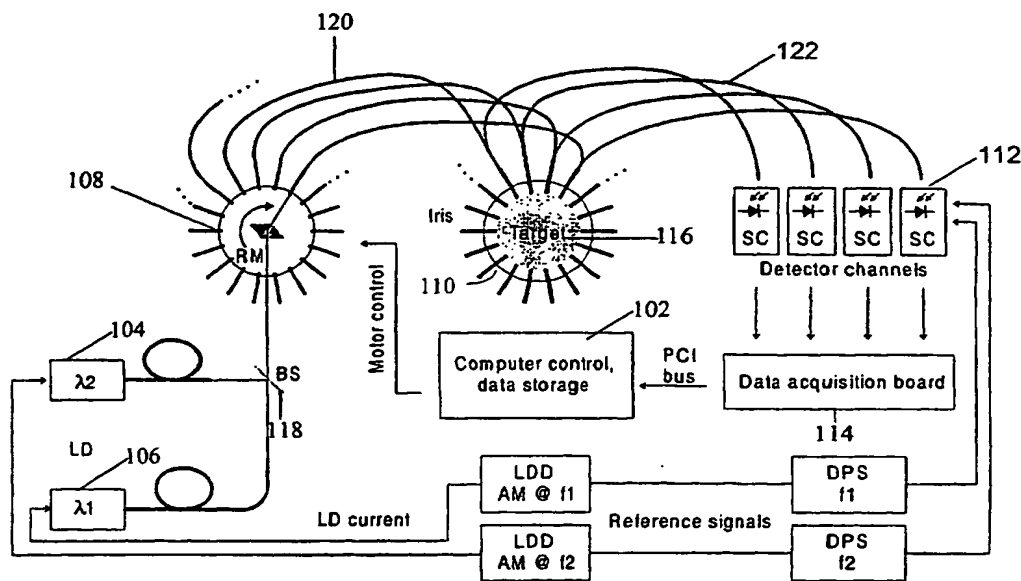 120
122
108
112
RM
Iris
Target
116
110
SC
SC
SC
SC
Detector channels
102
Motor control
Computer control,
data storage
PCI
bus
Data acquisition board
114
104
λ2
BS
118
LD
106
λ1
LD current
LDD
AM @ f1
DPS
f1
Reference signals
LDD
AM @ f2
DPS
f2